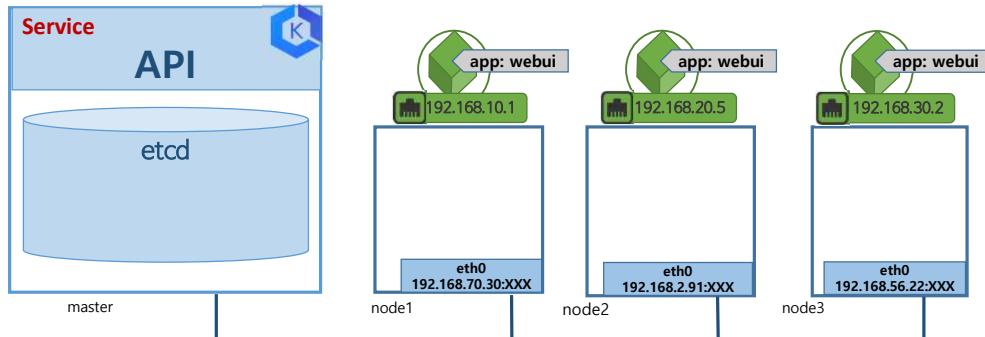 Service
K
API
etcd
master
app: webui
192.168.10.1
eth0
192.168.70.30:XXX
node1
app: webui
192.168.20.5
eth0
192.168.2.91:XXX
node2
app: webui
192.168.30.2
eth0
192.168.56.22:XXX
node3